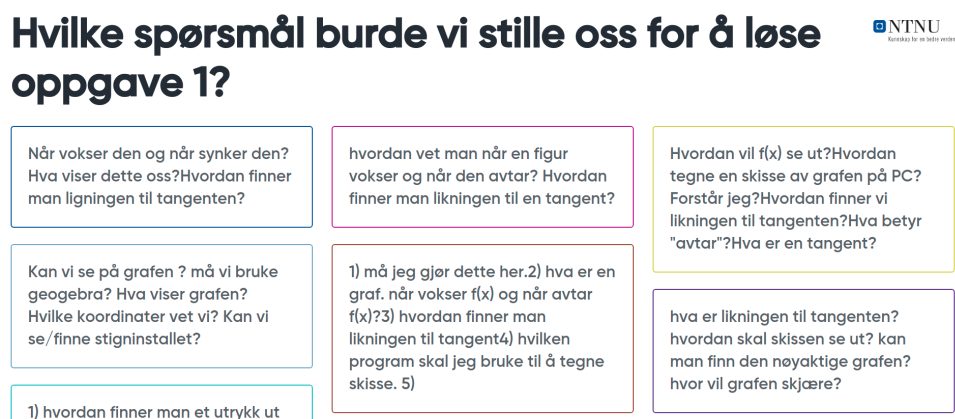 Hvilke spørsmål burde vi stille oss for å løse
oppgave 1?
NTNU
Kunnskap for en bedre verden
Når vokser den og når synker den?
Hva viser dette oss?Hvordan finner
man ligningen til tangenten?
hvordan vet man når en figur
vokser og når den avtar? Hvordan
finner man likningen til en tangent?
Hvordan vil f(x) se ut?Hvordan
tegne en skisse av grafen på PC?
Forstår jeg?Hvordan finner vi
likningen til tangenten?Hva betyr
"avtar"?Hva er en tangent?
Kan vi se på grafen ? må vi bruke
geogebra? Hva viser grafen?
Hvilke koordinater vet vi? Kan vi
se/finne stigninstallet?
1) må jeg gjør dette her.2) hva er en
graf. når vokser f(x) og når avtar
f(x)?3) hvordan finner man
likningen til tangent4) hvilken
program skal jeg bruke til å tegne
skisse. 5)
hva er likningen til tangenten?
hvordan skal skissen se ut? kan
man finn den nøyaktige grafen?
hvor vil grafen skjære?
1) hvordan finner man et utrykk ut